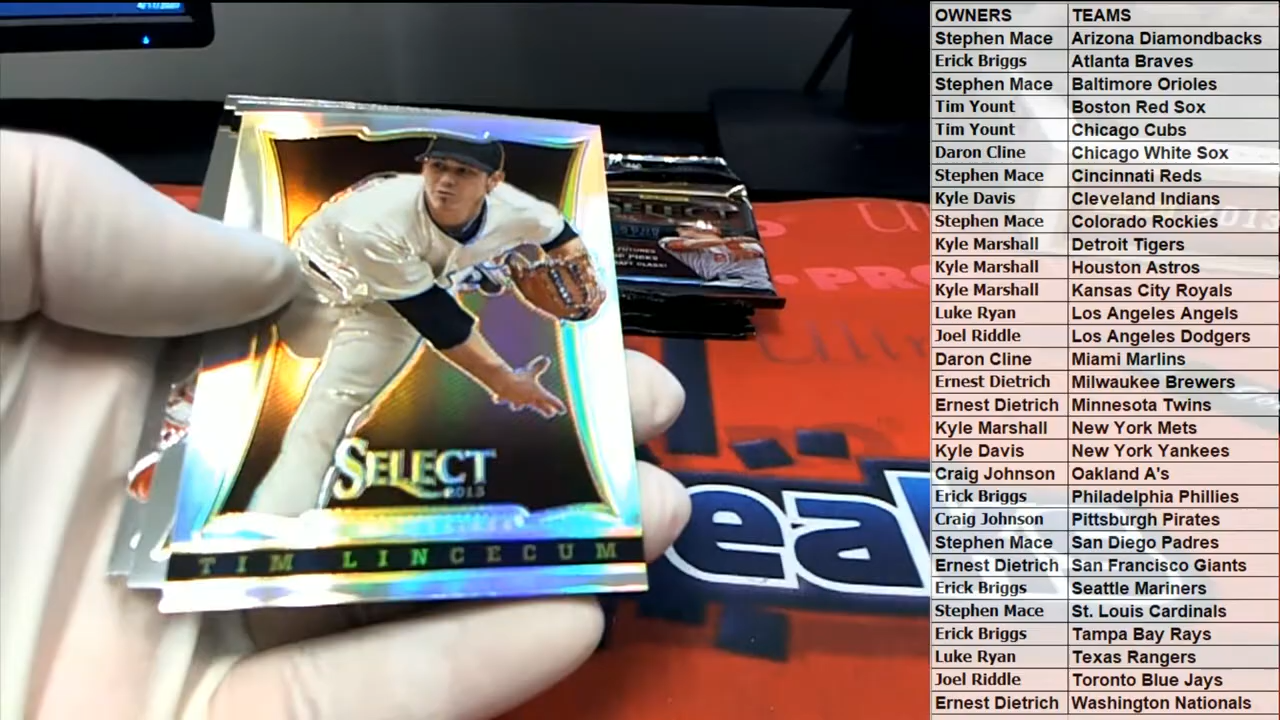 SELECT
2013
TIM LINCECUM
SELECT
eal
OWNERS TEAMS
Stephen Mace Arizona Diamondbacks
Erick Briggs Atlanta Braves
Stephen Mace Baltimore Orioles
Tim Yount Boston Red Sox
Tim Yount Chicago Cubs
Daron Cline Chicago White Sox
Stephen Mace Cincinnati Reds
Kyle Davis Cleveland Indians
Stephen Mace Colorado Rockies
Kyle Marshall Detroit Tigers
Kyle Marshall Houston Astros
Kyle Marshall Kansas City Royals
Luke Ryan Los Angeles Angels
Joel Riddle Los Angeles Dodgers
Daron Cline Miami Marlins
Ernest Dietrich Milwaukee Brewers
Ernest Dietrich Minnesota Twins
Kyle Marshall New York Mets
Kyle Davis New York Yankees
Craig Johnson Oakland A's
Erick Briggs Philadelphia Phillies
Craig Johnson Pittsburgh Pirates
Stephen Mace San Diego Padres
Ernest Dietrich San Francisco Giants
Erick Briggs Seattle Mariners
Stephen Mace St. Louis Cardinals
Erick Briggs Tampa Bay Rays
Luke Ryan Texas Rangers
Joel Riddle Toronto Blue Jays
Ernest Dietrich Washington Nationals